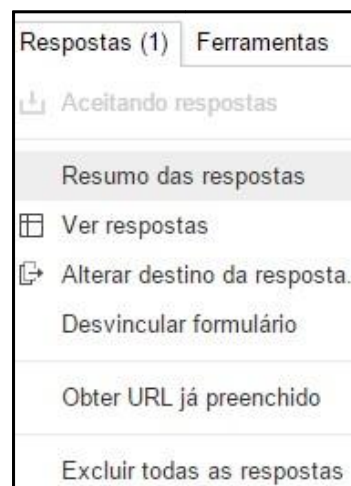 Respostas (1) Ferramentas
Aceitando respostas
Resumo das respostas
Ver respostas
Alterar destino da resposta.
Desvincular formulário
Obter URL já preenchido
Excluir todas as respostas